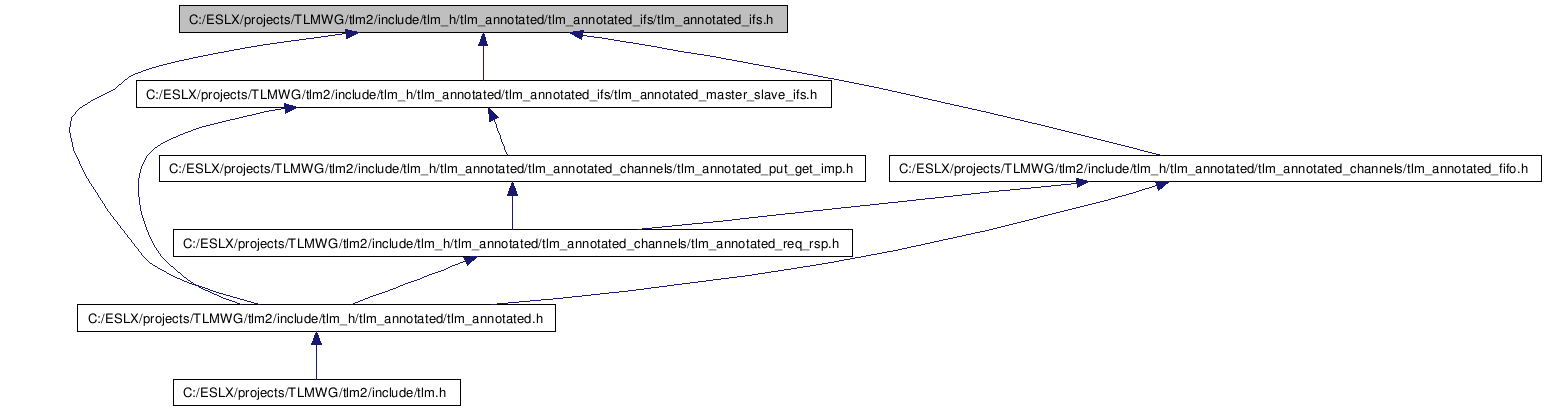 C:/ESLX/projects/TLMWG/tlm2/include/tlm_h/tlm_annotated/tlm_annotated_ifs/tlm_annotated_ifs.h
C:/ESLX/projects/TLMWG/tlm2/include/tlm_h/tlm_annotated/tlm_annotated_ifs/tlm_annotated_master_slave_ifs.h
C:/ESLX/projects/TLMWG/tlm2/include/tlm_h/tlm_annotated/tlm_annotated_channels/tlm_annotated_put_get_imp.h
C:/ESLX/projects/TLMWG/tlm2/include/tlm_h/tlm_annotated/tlm_annotated_channels/tlm_annotated_fifo.h
C:/ESLX/projects/TLMWG/tlm2/include/tlm_h/tlm_annotated/tlm_annotated_channels/tlm_annotated_req_rsp.h
C:/ESLX/projects/TLMWG/tlm2/include/tlm_h/tlm_annotated/tlm_annotated.h
C:/ESLX/projects/TLMWG/tlm2/include/tlm.h